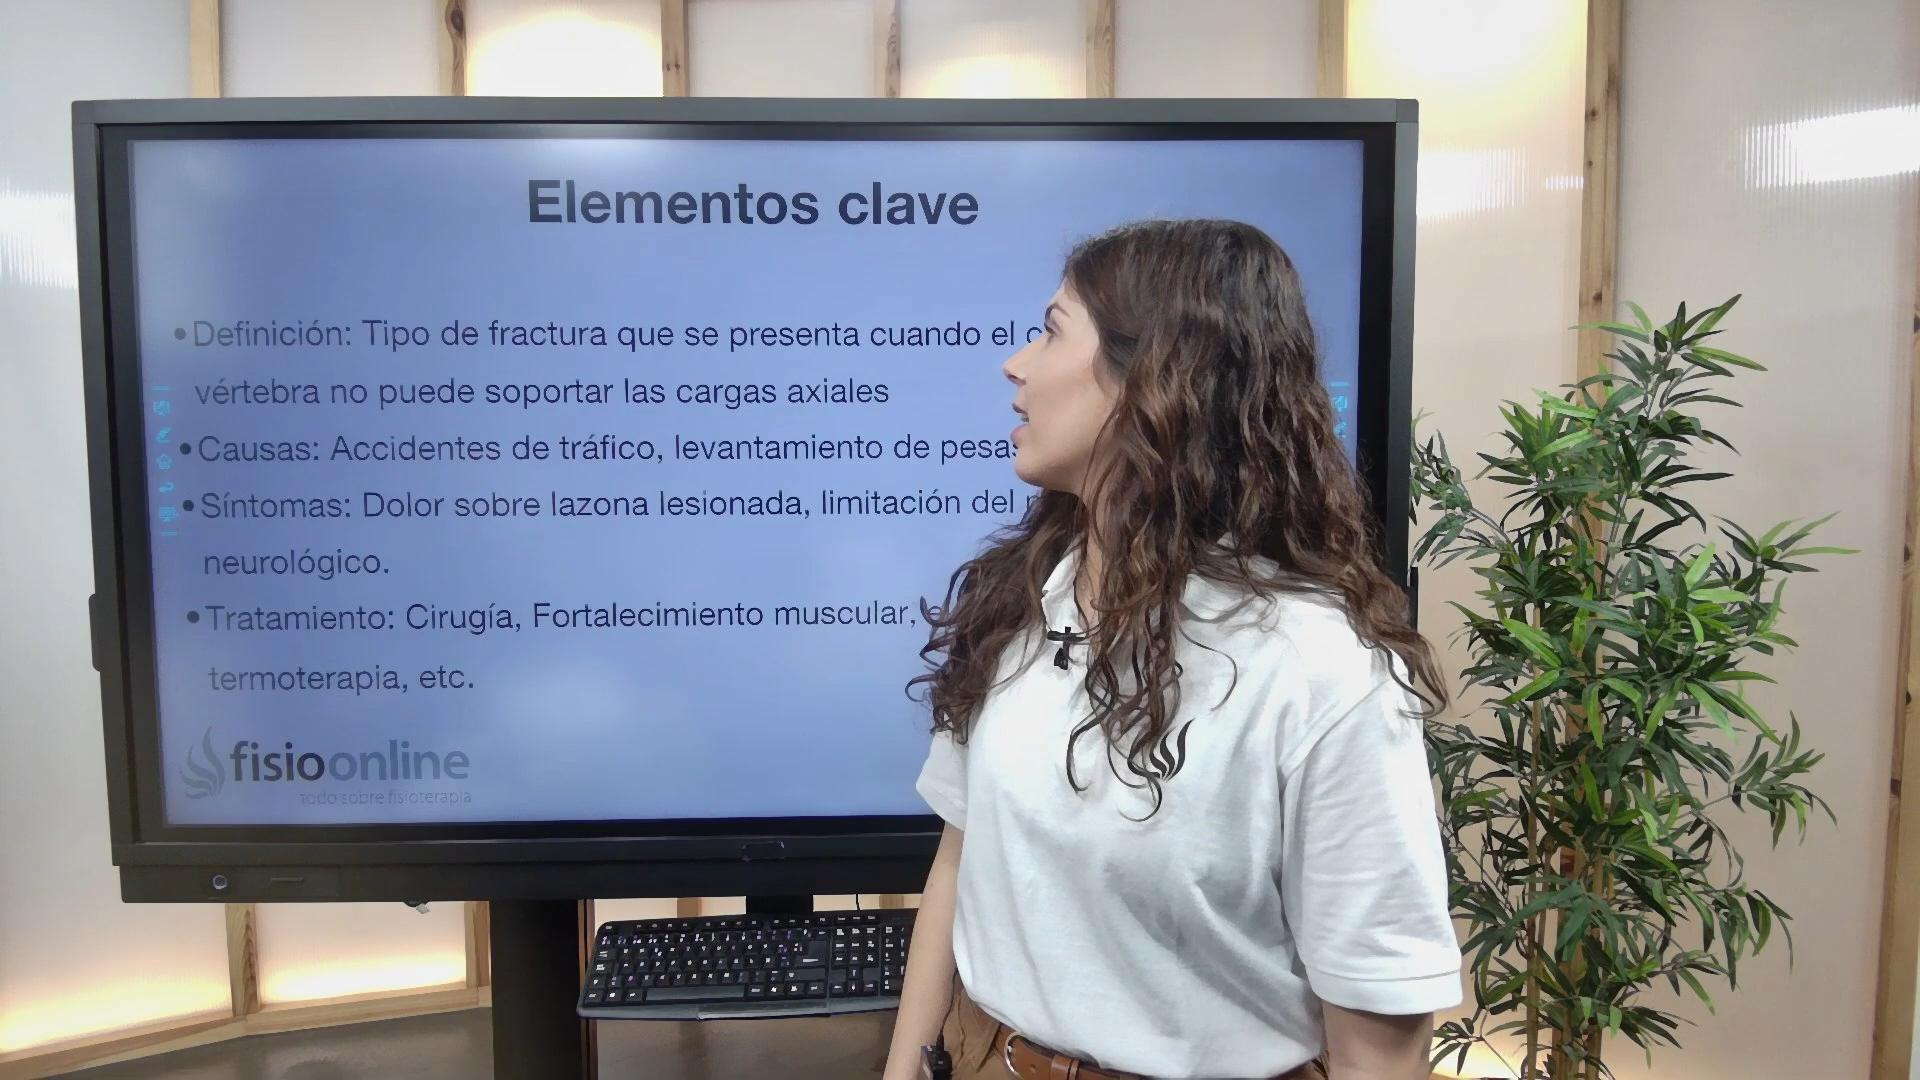 Elementos clave
• Definición: Tipo de fractura que se presenta cuando el
vértebra no puede soportar las cargas axiales
• Causas: Accidentes de tráfico, levantamiento de pesas
• Síntomas: Dolor sobre lazona lesionada, limitación del
neurológico.
• Tratamiento: Cirugía, Fortalecimiento muscular,
termoterapia, etc.
fisioonline
todo sobre fisioterapia